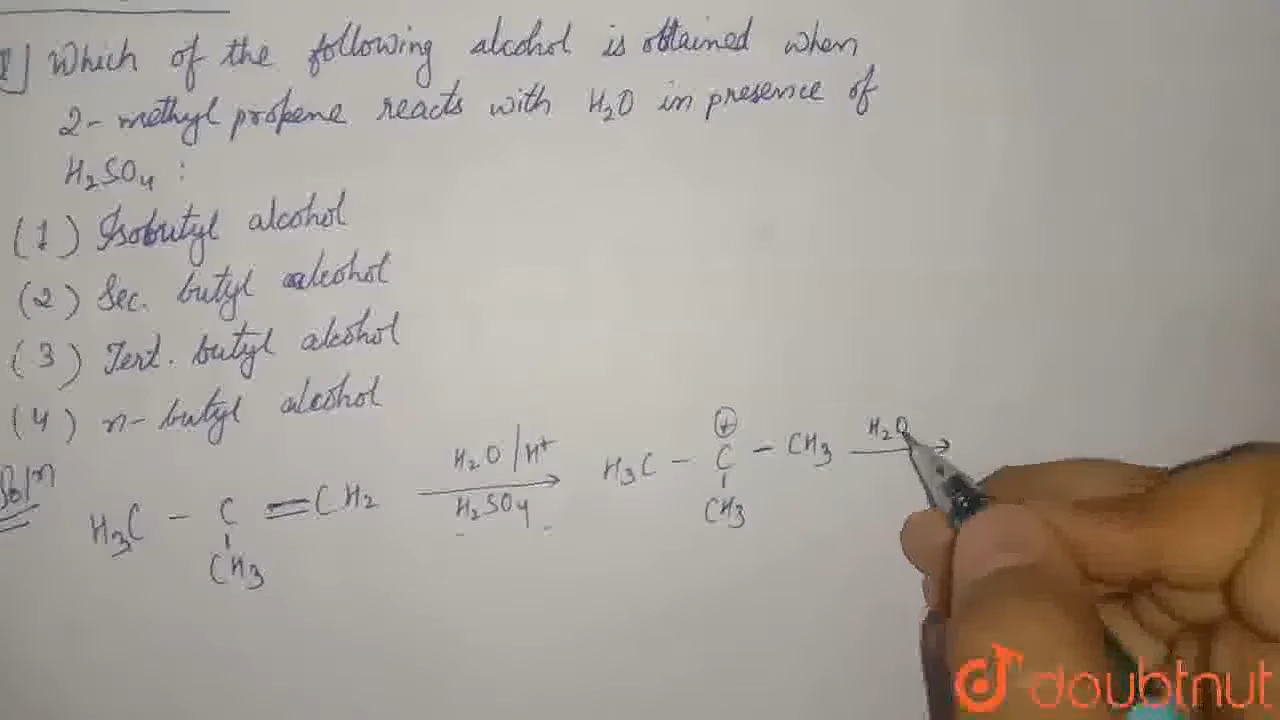 Which of the following alcohol is obtained when
2-methyl propene reacts with H₂O in presence of
H₂SO₄ :
(1) Isobutyl alcohol
(2) Sec. butyl alcohol
(3) Tert. butyl alcohol
(4) n-butyl alcohol
Sol/n
H₃C – C = CH₂
CH₃
H₂O/H⁺
H₂SO₄
⊕
H₃C – C – CH₃
CH₃
H₂O
doubtnut